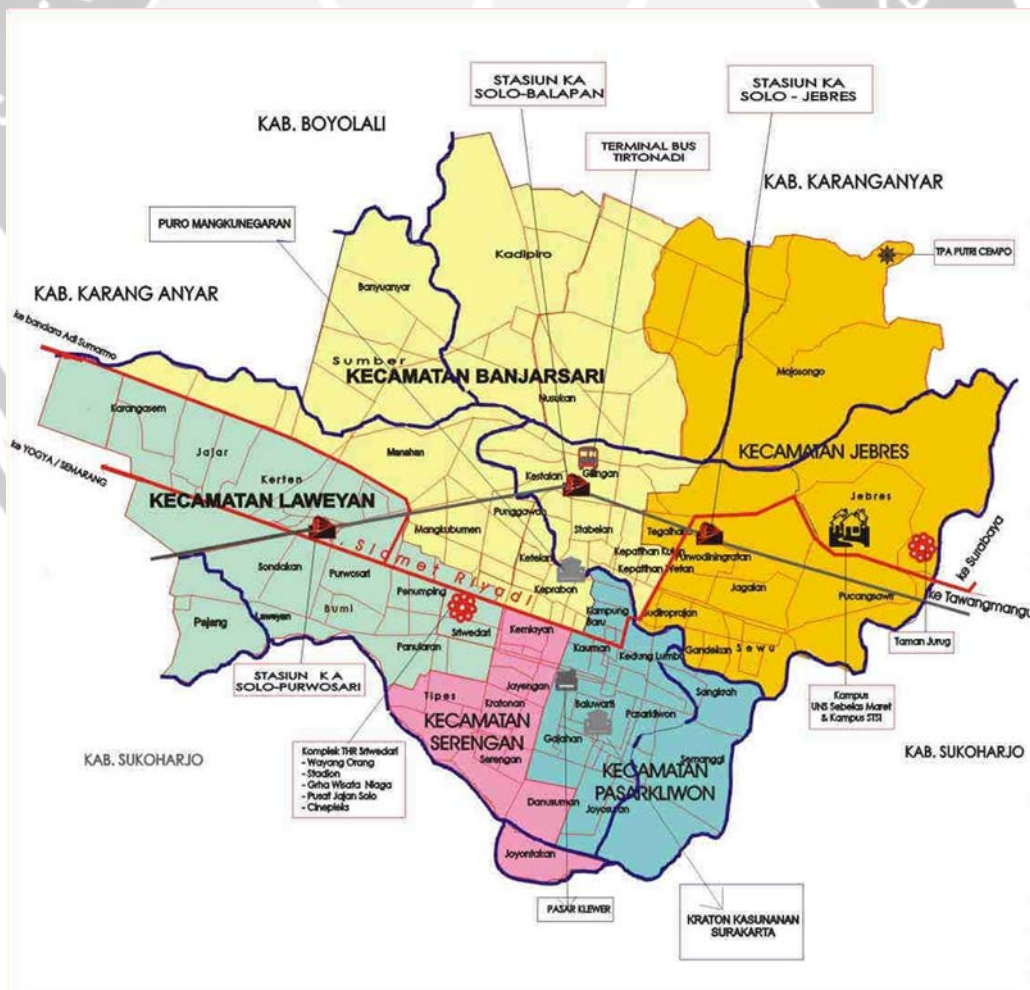 STASIUN KA
SOLO-BALAPAN
STASIUN KA
SOLO - JEBRES
KAB. BOYOLALI
TERMINAL BUS
TIRTONADI
KAB. KARANGANYAR
PURO MANGKUNEGARAN
Kadipiro
TPA PUTRI CEMPO
Banyuanyar
KAB. KARANG ANYAR
ke bandara Adi Sumarmo
Sumber
KECAMATAN BANJARSARI
Mojosongo
Nusukan
Karangasem
ke YOGYA / SEMARANG
Jajar
Manahan
KECAMATAN JEBRES
Kerten
Kestalan
Gilingan
KECAMATAN LAWEYAN
Jebres
Punggawan
Mangkubumen
Stabelan
Slamet Riyadi
Ketelan
Kepatihan Kulon
Purwodiningratan
ke Surabaya
Sondakan
Purwosari
Kepatihan Wetan
Keprabon
Jagalan
Pucangsawit
ke Tawangmangu
Penumping
Bumi
Laweyan
Kampung
Baru
Sudiroprajan
Pajang
Sriwedari
Kemlayan
Kauman
Gandekan
Sewu
Taman Jurug
Panularan
Kedung Lumbu
STASIUN K A
SOLO-PURWOSARI
Tipes
Jayengan
Kratonan
Baluwarti
Sangkrah
Pasarkliwon
Kampus
UNS Sebelas Maret
& Kampus STSI
KECAMATAN
SERENGAN
Gajahan
Serengan
Semanggi
KAB. SUKOHARJO
KAB. SUKOHARJO
Komplek THR Sriwedari
- Wayang Orang
- Stadion
- Grha Wisata Niaga
- Pusat Jajan Solo
- Cinepleks
KECAMATAN
PASARKLIWON
Danusuman
Joyosuran
Joyontakan
PASAR KLEWER
KRATON KASUNANAN
SURAKARTA